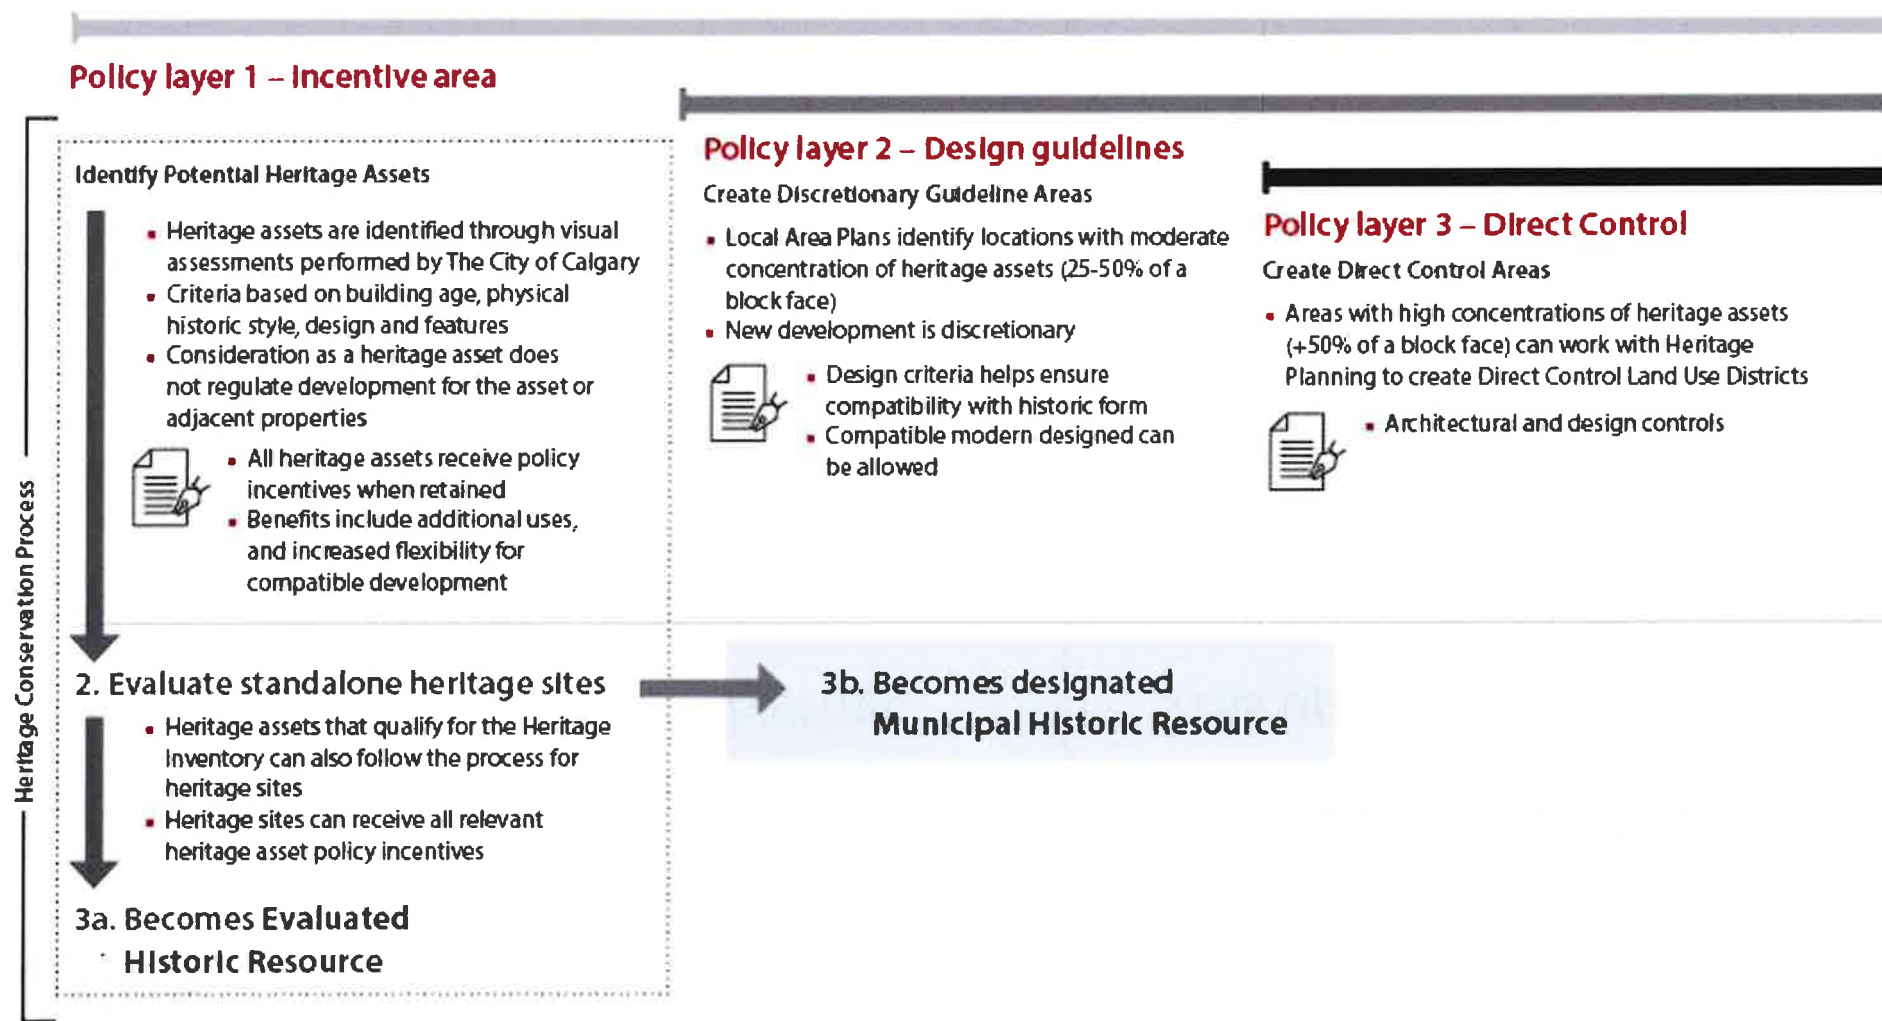 Policy layer 1 – Incentive area
Heritage Conservation Process
Identify Potential Heritage Assets
▪ Heritage assets are identified through visual
assessments performed by The City of Calgary
▪ Criteria based on building age, physical
historic style, design and features
▪ Consideration as a heritage asset does
not regulate development for the asset or
adjacent properties
▪ All heritage assets receive policy
incentives when retained
▪ Benefits include additional uses,
and increased flexibility for
compatible development
2. Evaluate standalone heritage sites
▪ Heritage assets that qualify for the Heritage
Inventory can also follow the process for
heritage sites
▪ Heritage sites can receive all relevant
heritage asset policy incentives
3a. Becomes Evaluated
Historic Resource
Policy layer 2 – Design guidelines
Create Discretionary Guideline Areas
▪ Local Area Plans identify locations with moderate
concentration of heritage assets (25-50% of a
block face)
▪ New development is discretionary
▪ Design criteria helps ensure
compatibility with historic form
▪ Compatible modern designed can
be allowed
3b. Becomes designated
Municipal Historic Resource
Policy layer 3 – Direct Control
Create Direct Control Areas
▪ Areas with high concentrations of heritage assets
(+50% of a block face) can work with Heritage
Planning to create Direct Control Land Use Districts
▪ Architectural and design controls